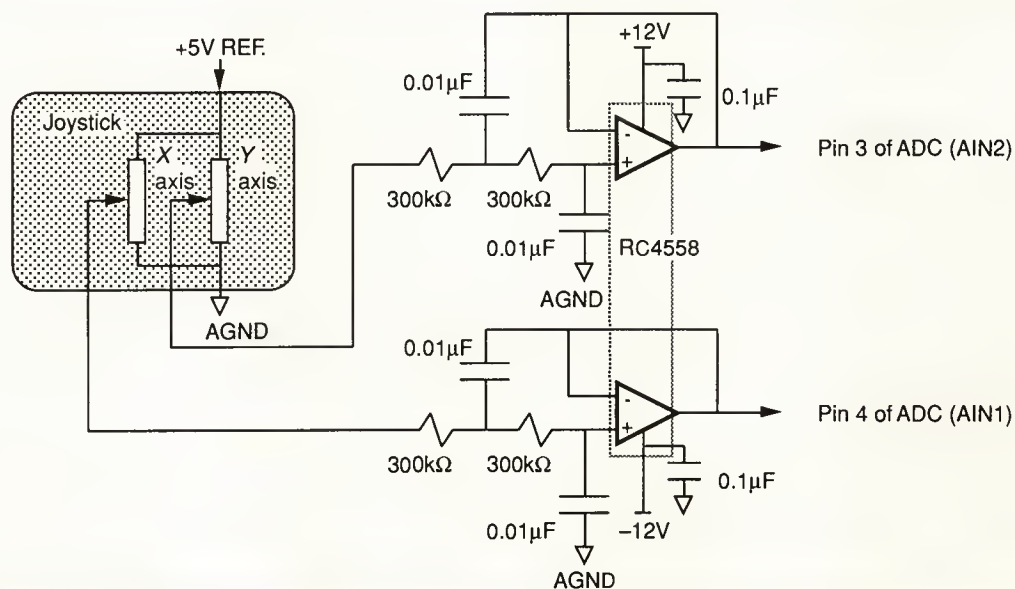 +5V REF.
Joystick
X
axis
Y
axis
AGND
0.01µF
+12V
0.1µF
-
+
300kΩ
300kΩ
0.01µF
RC4558
AGND
Pin 3 of ADC (AIN2)
0.01µF
-
+
300kΩ
300kΩ
0.01µF
AGND
–12V
0.1µF
Pin 4 of ADC (AIN1)